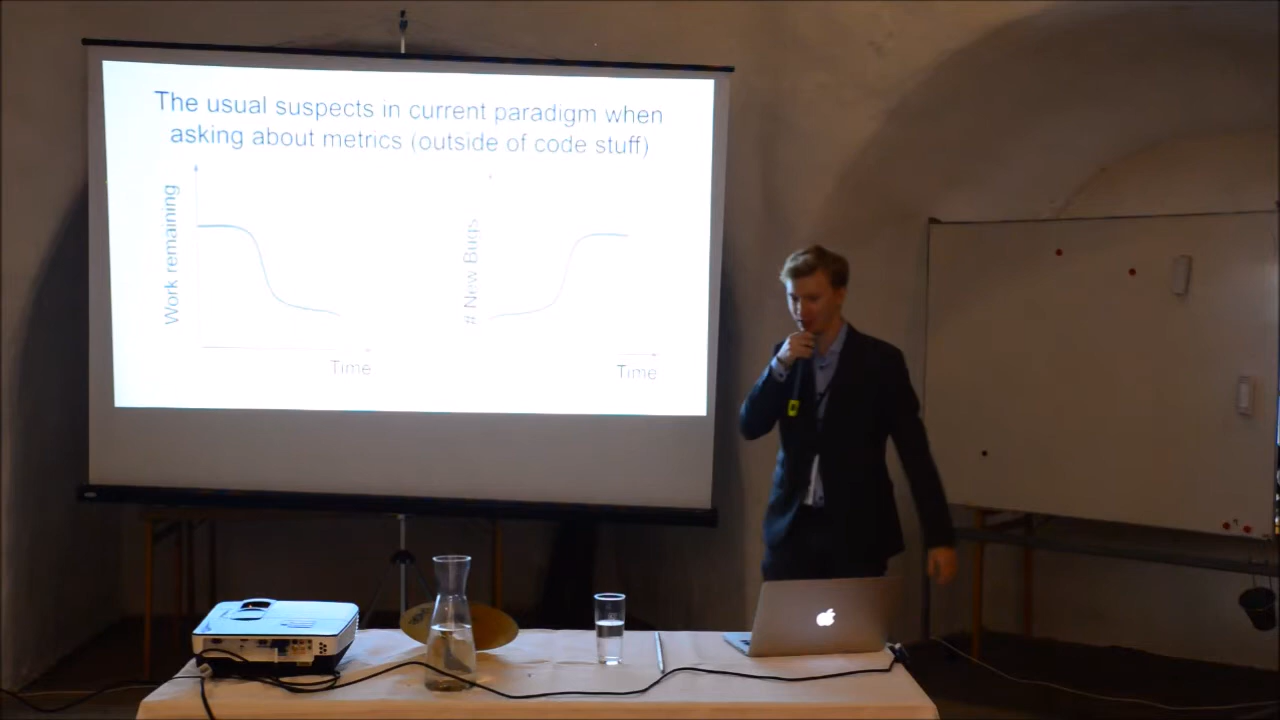 The usual suspects in current paradigm when
asking about metrics (outside of code stuff)
Work remaining
Time
# New Bugs
Time